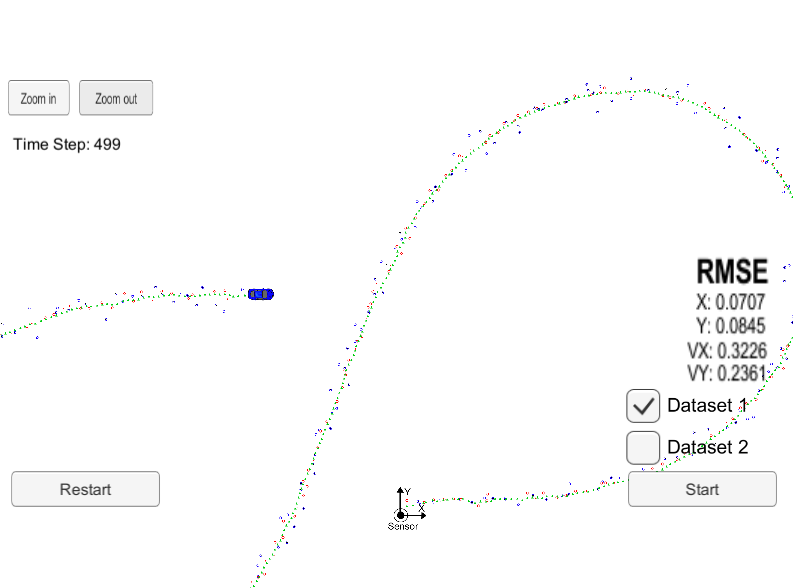 Zoom in
Zoom out
Time Step: 499
RMSE
X: 0.0707
Y: 0.0845
VX: 0.3226
VY: 0.2361
Dataset 1
Dataset 2
Restart
Start
Y
X
Sensor